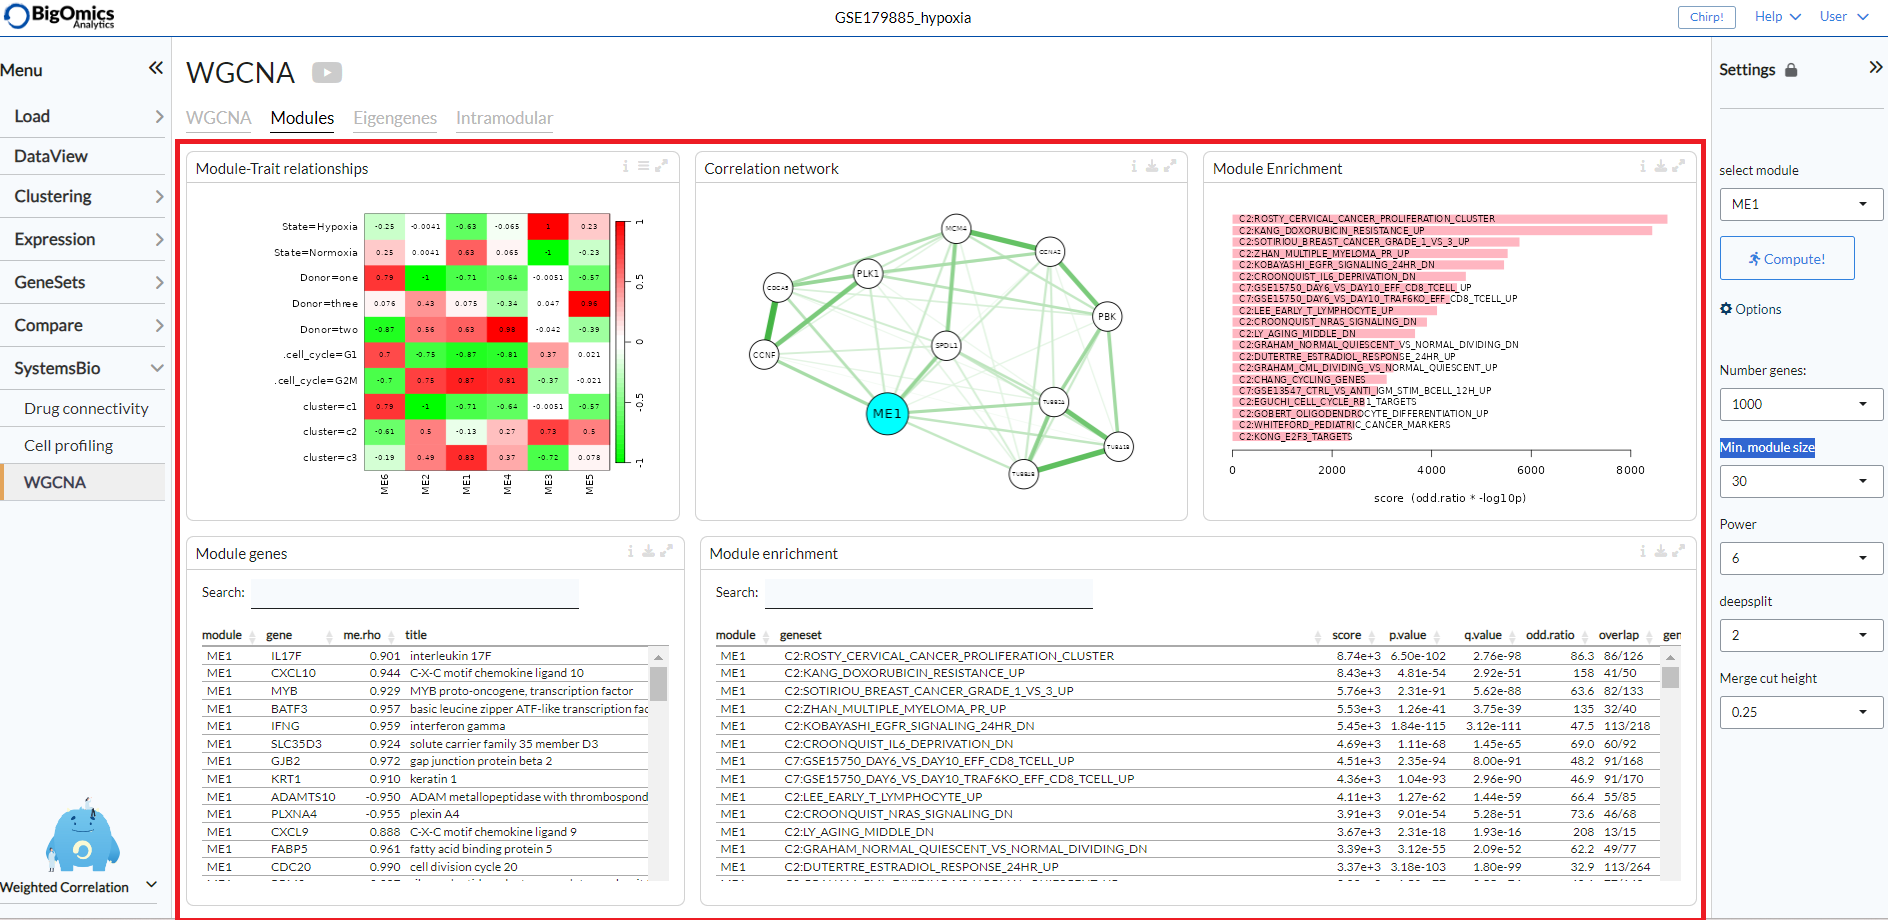 BigOmics
Analytics
GSE179885_hypoxia
Chirp!
Help
User
Menu
Load
DataView
Clustering
Expression
GeneSets
Compare
SystemsBio
Drug connectivity
Cell profiling
WGCNA
Weighted Correlation
WGCNA
WGCNA Modules Eigengenes Intramodular
Module-Trait relationships
State=Hypoxia -0.25 -0.0041 -0.63 -0.065 1 0.23
State=Normoxia 0.25 0.0041 0.63 0.065 -1 -0.23
Donor=one 0.79 -1 -0.71 -0.64 -0.0051 -0.57
Donor=three 0.076 0.43 0.075 -0.34 0.047 0.96
Donor=two -0.87 0.56 0.63 0.98 -0.042 -0.39
.cell_cycle=G1 0.7 -0.75 -0.87 -0.81 0.37 0.021
.cell_cycle=G2M -0.7 0.75 0.87 0.81 -0.37 -0.021
cluster=c1 0.79 -1 -0.71 -0.64 -0.0051 -0.57
cluster=c2 -0.61 0.5 -0.13 0.27 0.73 0.5
cluster=c3 -0.19 0.49 0.83 0.37 -0.72 0.078
ME6 ME2 ME1 ME4 ME3 ME5
1
0.5
0
-0.5
-1
Correlation network
MCM4
CCNA2
PLK1
CDCA5
PBK
SPDL1
CCNF
ME1
Module Enrichment
C2:ROSTY_CERVICAL_CANCER_PROLIFERATION_CLUSTER
C2:KANG_DOXORUBICIN_RESISTANCE_UP
C2:SOTIRIOU_BREAST_CANCER_GRADE_1_VS_3_UP
C2:ZHAN_MULTIPLE_MYELOMA_PR_UP
C2:KOBAYASHI_EGFR_SIGNALING_24HR_DN
C2:CROONQUIST_IL6_DEPRIVATION_DN
C7:GSE15750_DAY6_VS_DAY10_EFF_CD8_TCELL_UP
C7:GSE15750_DAY6_VS_DAY10_TRAF6KO_EFF_CD8_TCELL_UP
C2:LEE_EARLY_T_LYMPHOCYTE_UP
C2:CROONQUIST_NRAS_SIGNALING_DN
C2:LY_AGING_MIDDLE_DN
C2:GRAHAM_NORMAL_QUIESCENT_VS_NORMAL_DIVIDING_DN
C2:DUTERTRE_ESTRADIOL_RESPONSE_24HR_UP
C2:GRAHAM_CML_DIVIDING_VS_NORMAL_QUIESCENT_UP
C2:CHANG_CYCLING_GENES
C7:GSE13547_CTRL_VS_ANTI_IGM_STIM_BCELL_12H_UP
C2:EGUCHI_CELL_CYCLE_RB1_TARGETS
C2:GOBERT_OLIGODENDROCYTE_DIFFERENTIATION_UP
C2:WHITEFORD_PEDIATRIC_CANCER_MARKERS
C2:KONG_E2F3_TARGETS
0 2000 4000 6000 8000
score (odd.ratio * -log10p)
Module genes
Search:
module gene me.rho title
ME1 IL17F 0.901 interleukin 17F
ME1 CXCL10 0.944 C-X-C motif chemokine ligand 10
ME1 MYB 0.929 MYB proto-oncogene, transcription factor
ME1 BATF3 0.957 basic leucine zipper ATF-like transcription fac
ME1 IFNG 0.959 interferon gamma
ME1 SLC35D3 0.924 solute carrier family 35 member D3
ME1 GJB2 0.972 gap junction protein beta 2
ME1 KRT1 0.910 keratin 1
ME1 ADAMTS10 -0.950 ADAM metallopeptidase with thrombospond
ME1 PLXNA4 -0.955 plexin A4
ME1 CXCL9 0.888 C-X-C motif chemokine ligand 9
ME1 FABP5 0.961 fatty acid binding protein 5
ME1 CDC20 0.990 cell division cycle 20
Module enrichment
Search:
module geneset score p.value q.value odd.ratio overlap gen
ME1 C2:ROSTY_CERVICAL_CANCER_PROLIFERATION_CLUSTER 8.74e+3 6.50e-102 2.76e-98 86.3 86/126
ME1 C2:KANG_DOXORUBICIN_RESISTANCE_UP 8.43e+3 4.81e-54 2.92e-51 158 41/50
ME1 C2:SOTIRIOU_BREAST_CANCER_GRADE_1_VS_3_UP 5.76e+3 2.31e-91 5.62e-88 63.6 82/133
ME1 C2:ZHAN_MULTIPLE_MYELOMA_PR_UP 5.53e+3 1.26e-41 3.75e-39 135 32/40
ME1 C2:KOBAYASHI_EGFR_SIGNALING_24HR_DN 5.45e+3 1.84e-115 3.12e-111 47.5 113/218
ME1 C2:CROONQUIST_IL6_DEPRIVATION_DN 4.69e+3 1.11e-68 1.45e-65 69.0 60/92
ME1 C7:GSE15750_DAY6_VS_DAY10_EFF_CD8_TCELL_UP 4.51e+3 2.35e-94 8.00e-91 48.2 91/168
ME1 C7:GSE15750_DAY6_VS_DAY10_TRAF6KO_EFF_CD8_TCELL_UP 4.36e+3 1.04e-93 2.96e-90 46.9 91/170
ME1 C2:LEE_EARLY_T_LYMPHOCYTE_UP 4.11e+3 1.27e-62 1.44e-59 66.4 55/85
ME1 C2:CROONQUIST_NRAS_SIGNALING_DN 3.91e+3 9.01e-54 5.28e-51 73.6 46/68
ME1 C2:LY_AGING_MIDDLE_DN 3.67e+3 2.31e-18 1.93e-16 208 13/15
ME1 C2:GRAHAM_NORMAL_QUIESCENT_VS_NORMAL_DIVIDING_DN 3.39e+3 3.12e-55 2.09e-52 62.2 49/77
ME1 C2:DUTERTRE_ESTRADIOL_RESPONSE_24HR_UP 3.37e+3 3.18e-103 1.80e-99 32.9 113/264
Settings
select module
ME1
Compute!
Options
Number genes:
1000
Min. module size
30
Power
6
deepsplit
2
Merge cut height
0.25